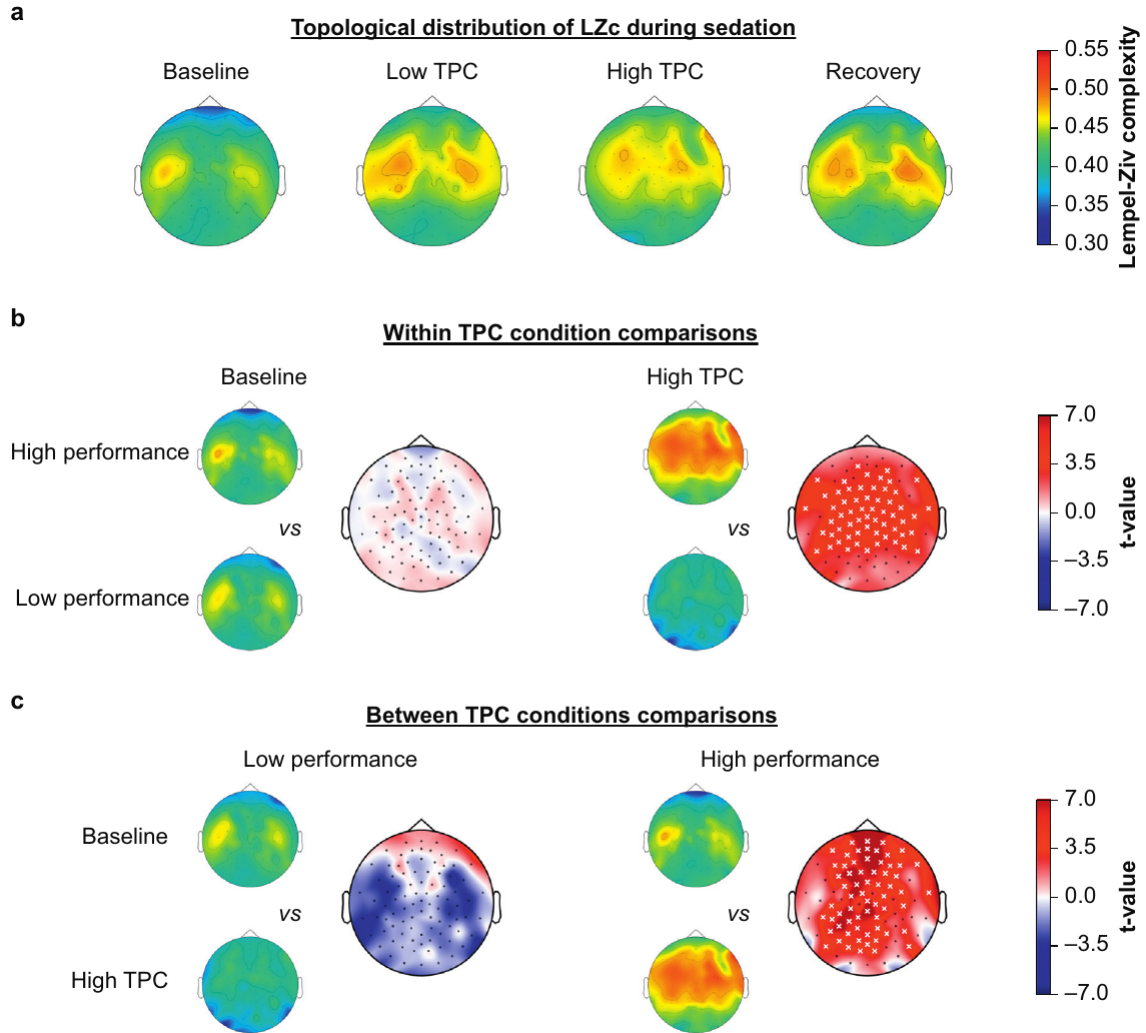 a
Topological distribution of LZc during sedation
Baseline
Low TPC
High TPC
Recovery
0.55
0.50
0.45
0.40
0.35
0.30
Lempel-Ziv complexity
b
Within TPC condition comparisons
Baseline
High TPC
High performance
vs
Low performance
vs
7.0
3.5
0.0
−3.5
−7.0
t-value
c
Between TPC conditions comparisons
Low performance
High performance
Baseline
vs
High TPC
vs
7.0
3.5
0.0
−3.5
−7.0
t-value